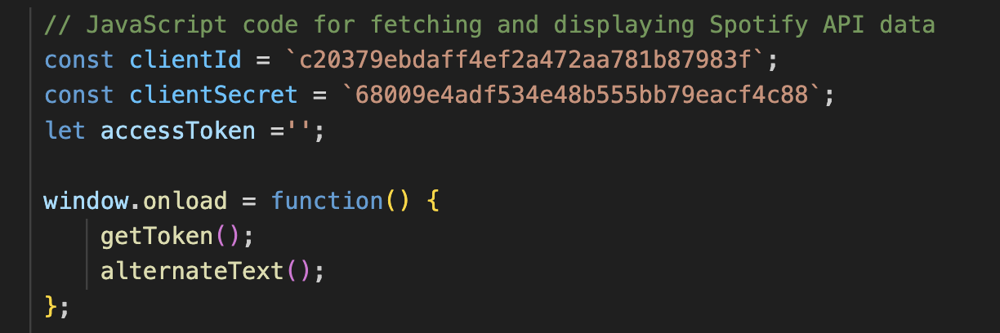 // JavaScript code for fetching and displaying Spotify API data
const clientId = `c20379ebdaff4ef2a472aa781b87983f`;
const clientSecret = `68009e4adf534e48b555bb79eacf4c88`;
let accessToken ='';
window.onload = function() {
getToken();
alternateText();
};